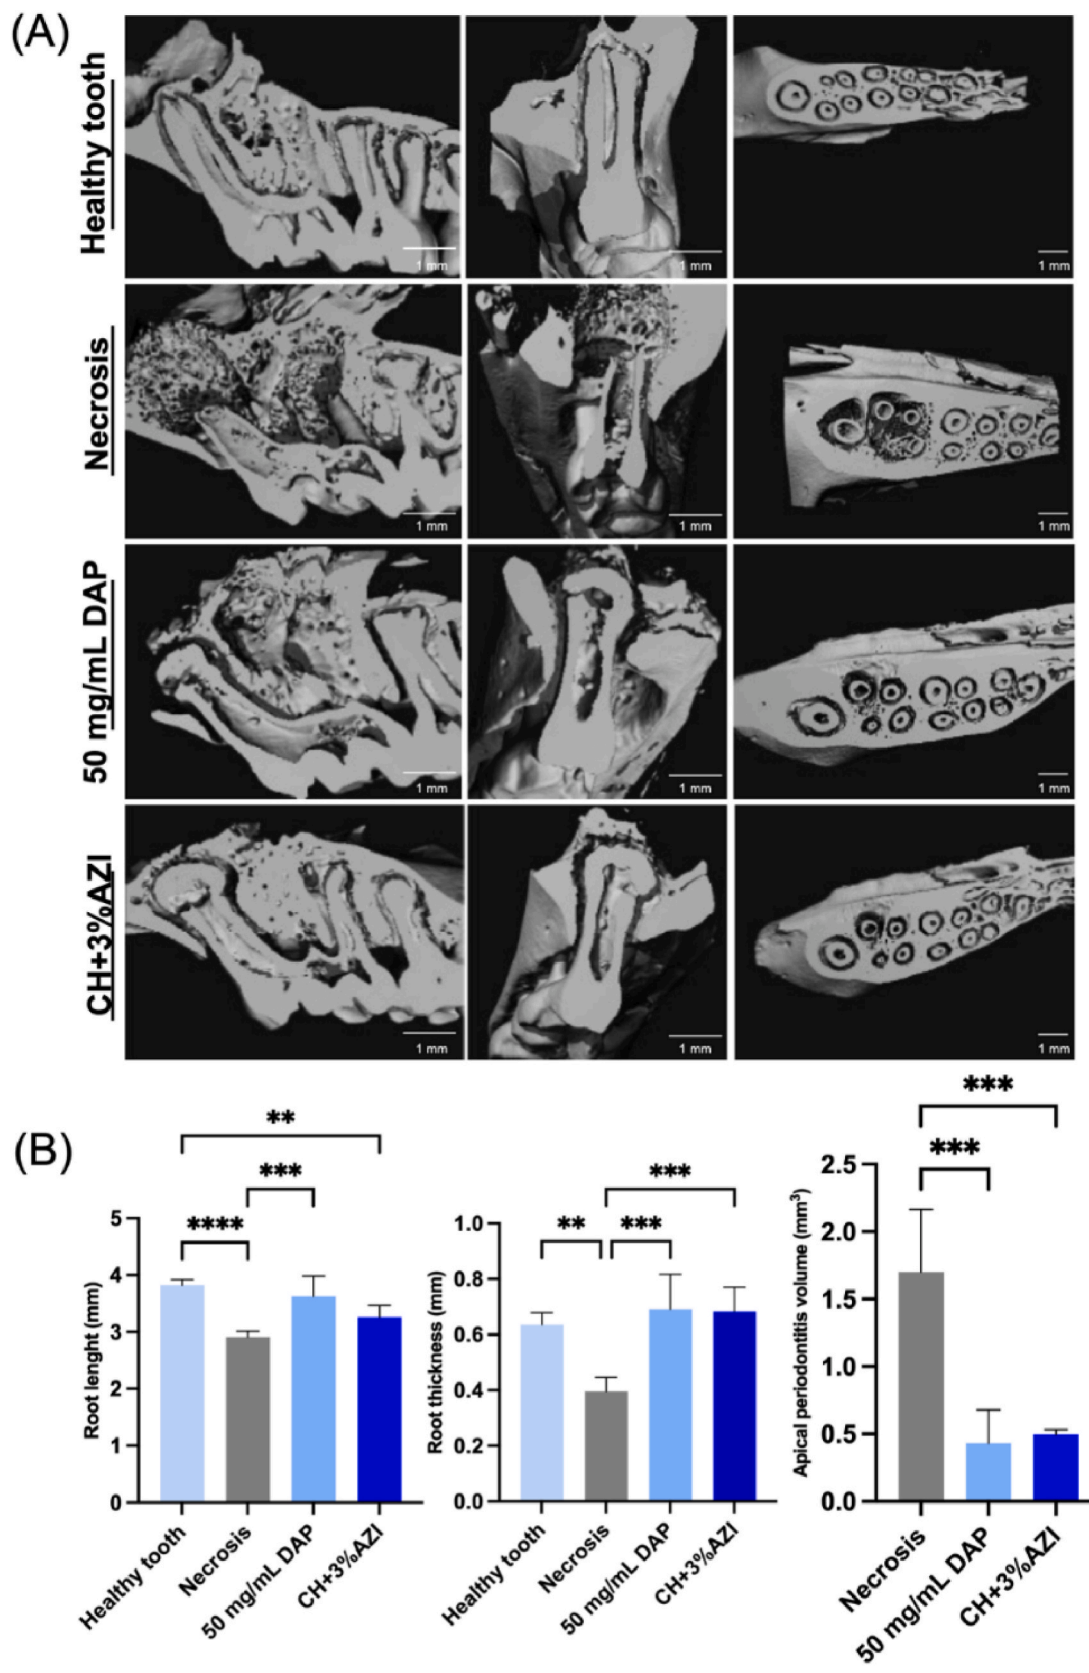 (A)
Healthy tooth
1 mm
1 mm
1 mm
Necrosis
1 mm
1 mm
1 mm
50 mg/mL DAP
1 mm
1 mm
1 mm
CH+3%AZI
1 mm
1 mm
1 mm
(B)
**
***
****
Root lenght (mm)
5
4
3
2
1
0
Healthy tooth
Necrosis
50 mg/mL DAP
CH+3%AZI
***
**
***
Root thickness (mm)
1.0
0.8
0.6
0.4
0.2
0.0
Healthy tooth
Necrosis
50 mg/mL DAP
CH+3%AZI
***
***
Apical periodontitis volume (mm³)
2.5
2.0
1.5
1.0
0.5
0.0
Necrosis
50 mg/mL DAP
CH+3%AZI